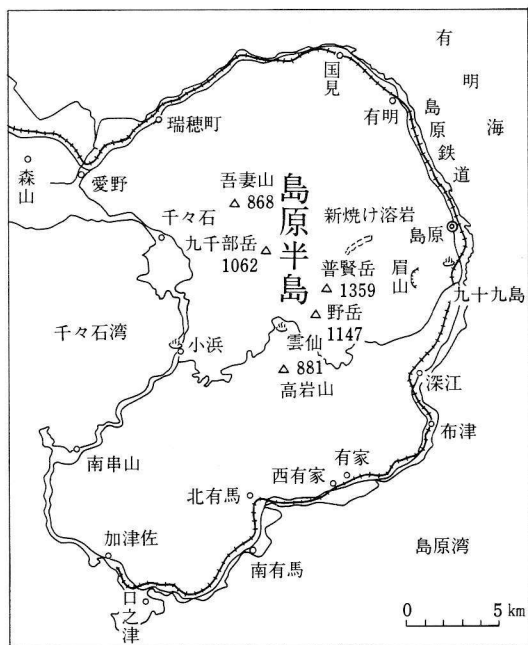 有明海
島原鉄道
国見
有明
瑞穂町
森山
愛野
吾妻山
868
千々石
九千部岳
1062
島原半島
新焼け溶岩
島原
普賢岳
1359
眉山
九十九島
野岳
1147
千々石湾
小浜
雲仙
881
高岩山
深江
布津
南串山
有家
西有家
北有馬
加津佐
南有馬
島原湾
口之津
0 5 km